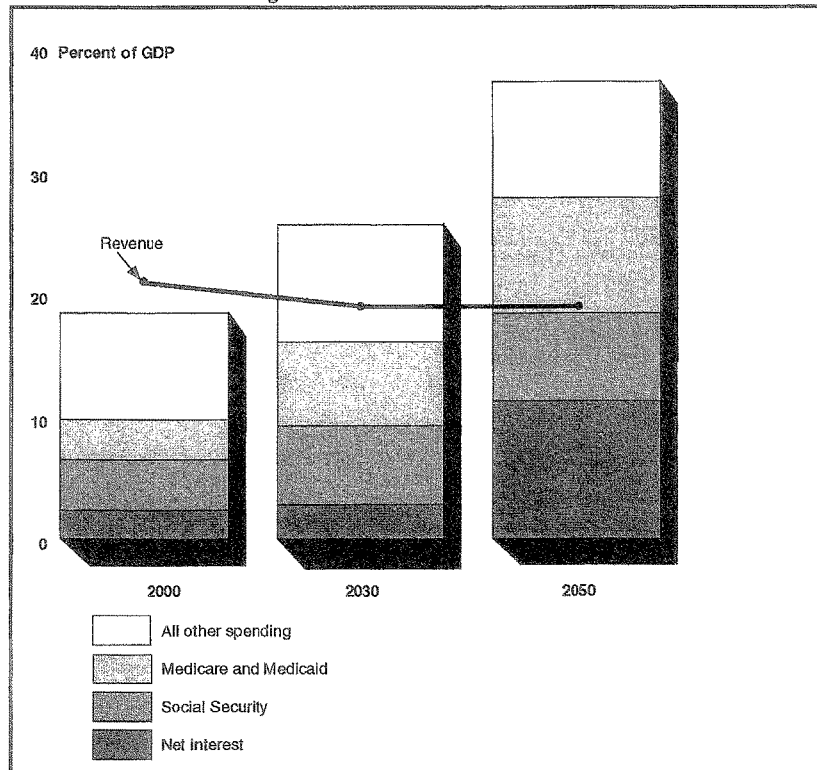 40 Percent of GDP
30
Revenue
20
10
0
2000 2030 2050
All other spending
Medicare and Medicaid
Social Security
Net interest